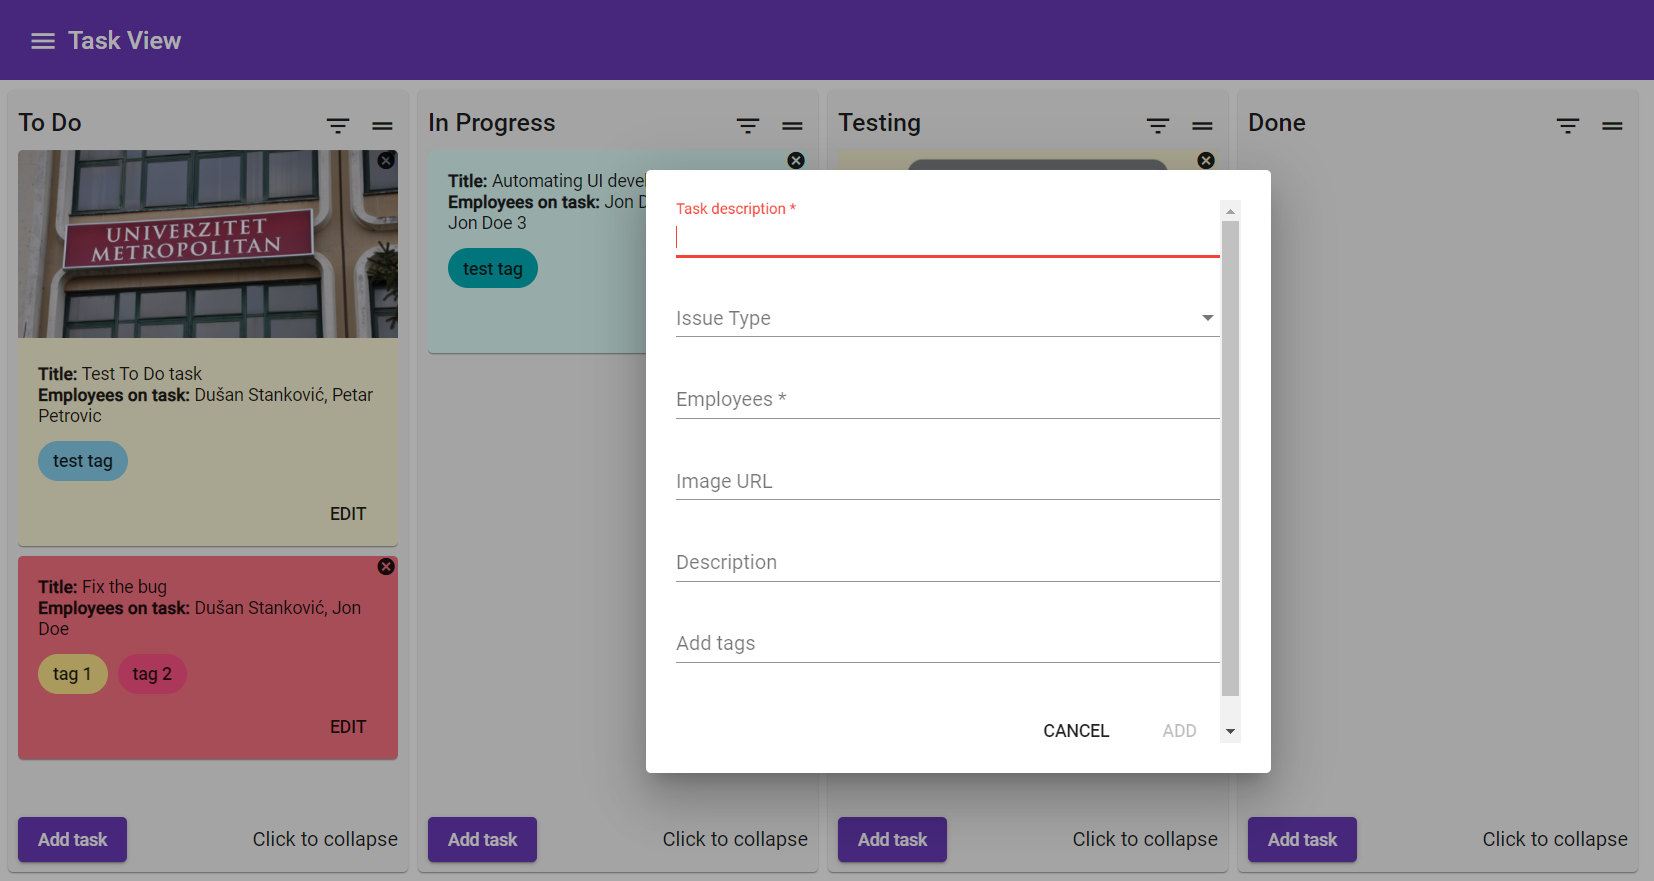 Task View
To Do
UNIVERZITET
METROPOLITAN
Title: Test To Do task
Employees on task: Dušan Stanković, Petar
Petrovic
test tag
EDIT
Title: Fix the bug
Employees on task: Dušan Stanković, Jon
Doe
tag 1
tag 2
EDIT
Add task
Click to collapse
In Progress
Title: Automating UI deve
Employees on task: Jon D
Jon Doe 3
test tag
Add task
Click to collapse
Testing
Add task
Click to collapse
Done
Add task
Click to collapse
Task description *
Issue Type
Employees *
Image URL
Description
Add tags
CANCEL
ADD